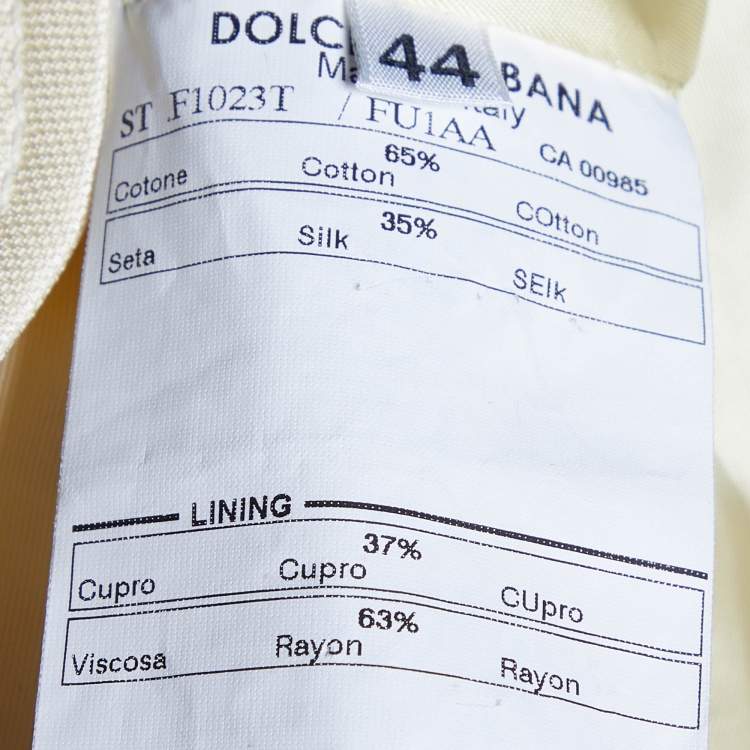 DOLC 44 BANA
Ma taly
ST F1023T / FU1AA CA 00985
65%
Cotone Cotton COtton
35%
Seta Silk SEIk
LINING
37%
Cupro Cupro CUpro
63%
Viscosa Rayon Rayon